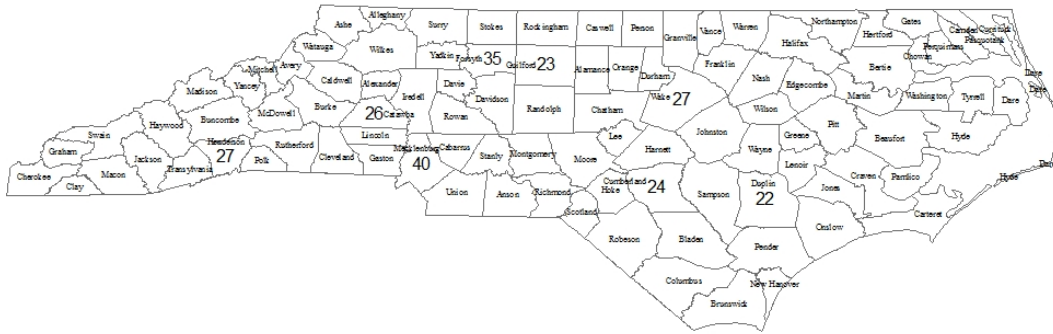 Ashe
Alleghany
Surry
Stokes
Rockingham
Caswell
Person
Granville
Vance
Warren
Northampton
Gates
Camden
Currituck
Pasquotank
Perquimans
Chowan
Hertford
Halifax
Bertie
Watauga
Wilkes
Yadkin
Forsyth
35
Guilford
23
Alamance
Orange
Durham
Franklin
Nash
Edgecombe
Martin
Washington
Tyrrell
Dare
Dare
Dare
Mitchell
Avery
Yancey
Caldwell
Alexander
Iredell
Davie
Davidson
Randolph
Chatham
Wake
27
Wilson
Pitt
Beaufort
Hyde
Madison
Buncombe
McDowell
Burke
26
Catawba
Rowan
Lee
Johnston
Greene
Wayne
Haywood
Swain
Graham
Cherokee
Clay
Macon
Jackson
Transylvania
Henderson
27
Polk
Rutherford
Cleveland
Lincoln
Gaston
Mecklenburg
40
Cabarrus
Stanly
Montgomery
Moore
Harnett
Lenoir
Craven
Pamlico
Jones
Carteret
Hyde
Dare
Union
Anson
Richmond
Scotland
Hoke
Cumberland
24
Sampson
Duplin
22
Onslow
Robeson
Bladen
Pender
Columbus
New Hanover
Brunswick